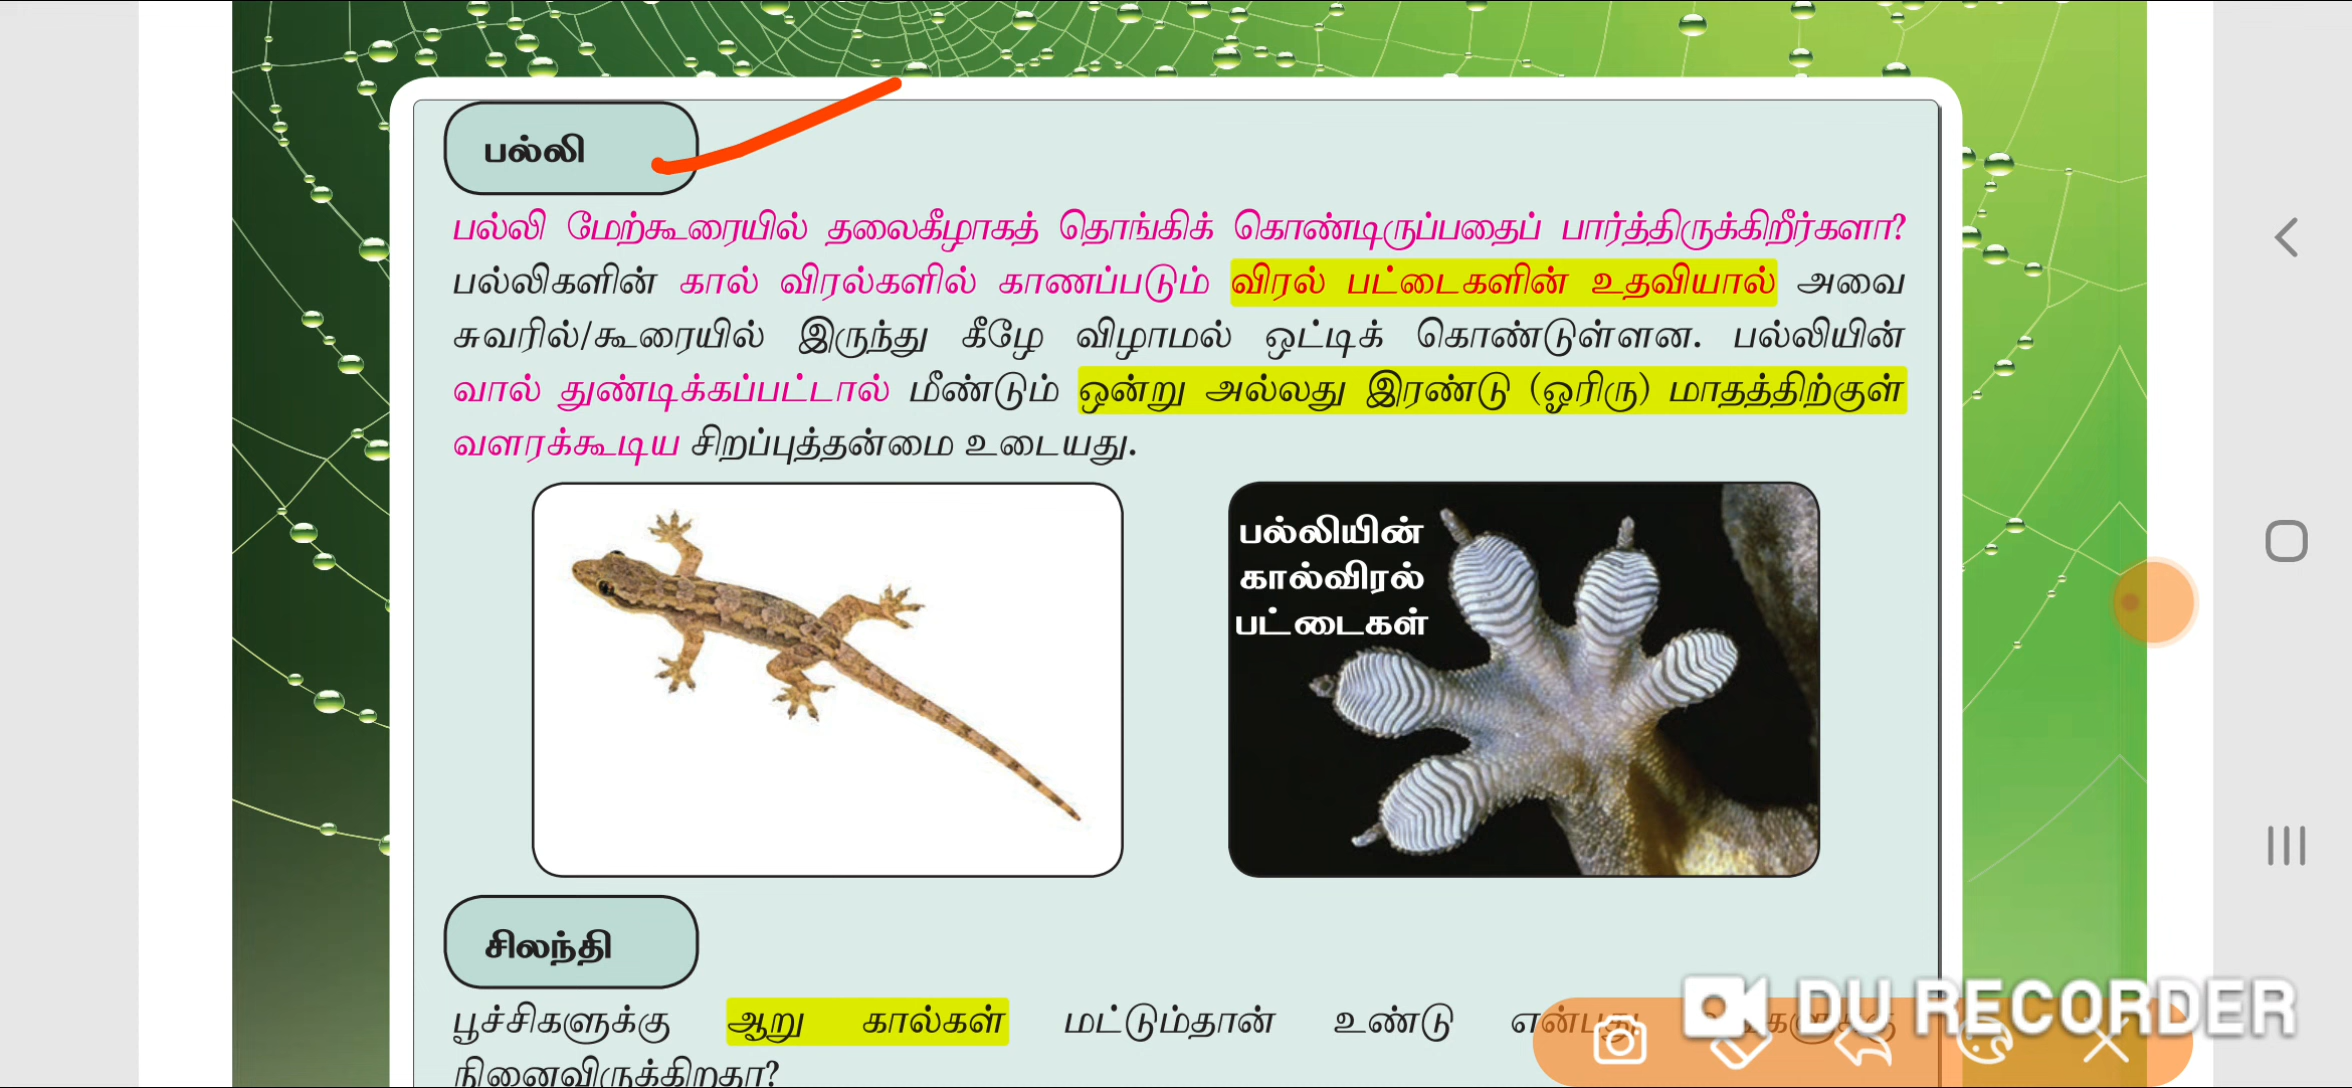 பல்லி
பல்லி மேற்கூரையில் தலைகீழாகத் தொங்கிக் கொண்டிருப்பதைப் பார்த்திருக்கிறீர்களா?
பல்லிகளின் கால் விரல்களில் காணப்படும் விரல் பட்டைகளின் உதவியால் அவை
சுவரில்/கூரையில் இருந்து கீழே விழாமல் ஒட்டிக் கொண்டுள்ளன. பல்லியின்
வால் துண்டிக்கப்பட்டால் மீண்டும் ஒன்று அல்லது இரண்டு (ஓரிரு) மாதத்திற்குள்
வளரக்கூடிய சிறப்புத்தன்மை உடையது.
பல்லியின்
கால்விரல்
பட்டைகள்
சிலந்தி
பூச்சிகளுக்கு ஆறு கால்கள் மட்டும்தான் உண்டு என்பது
நினைவிருக்கிறதா?
DU RECORDER